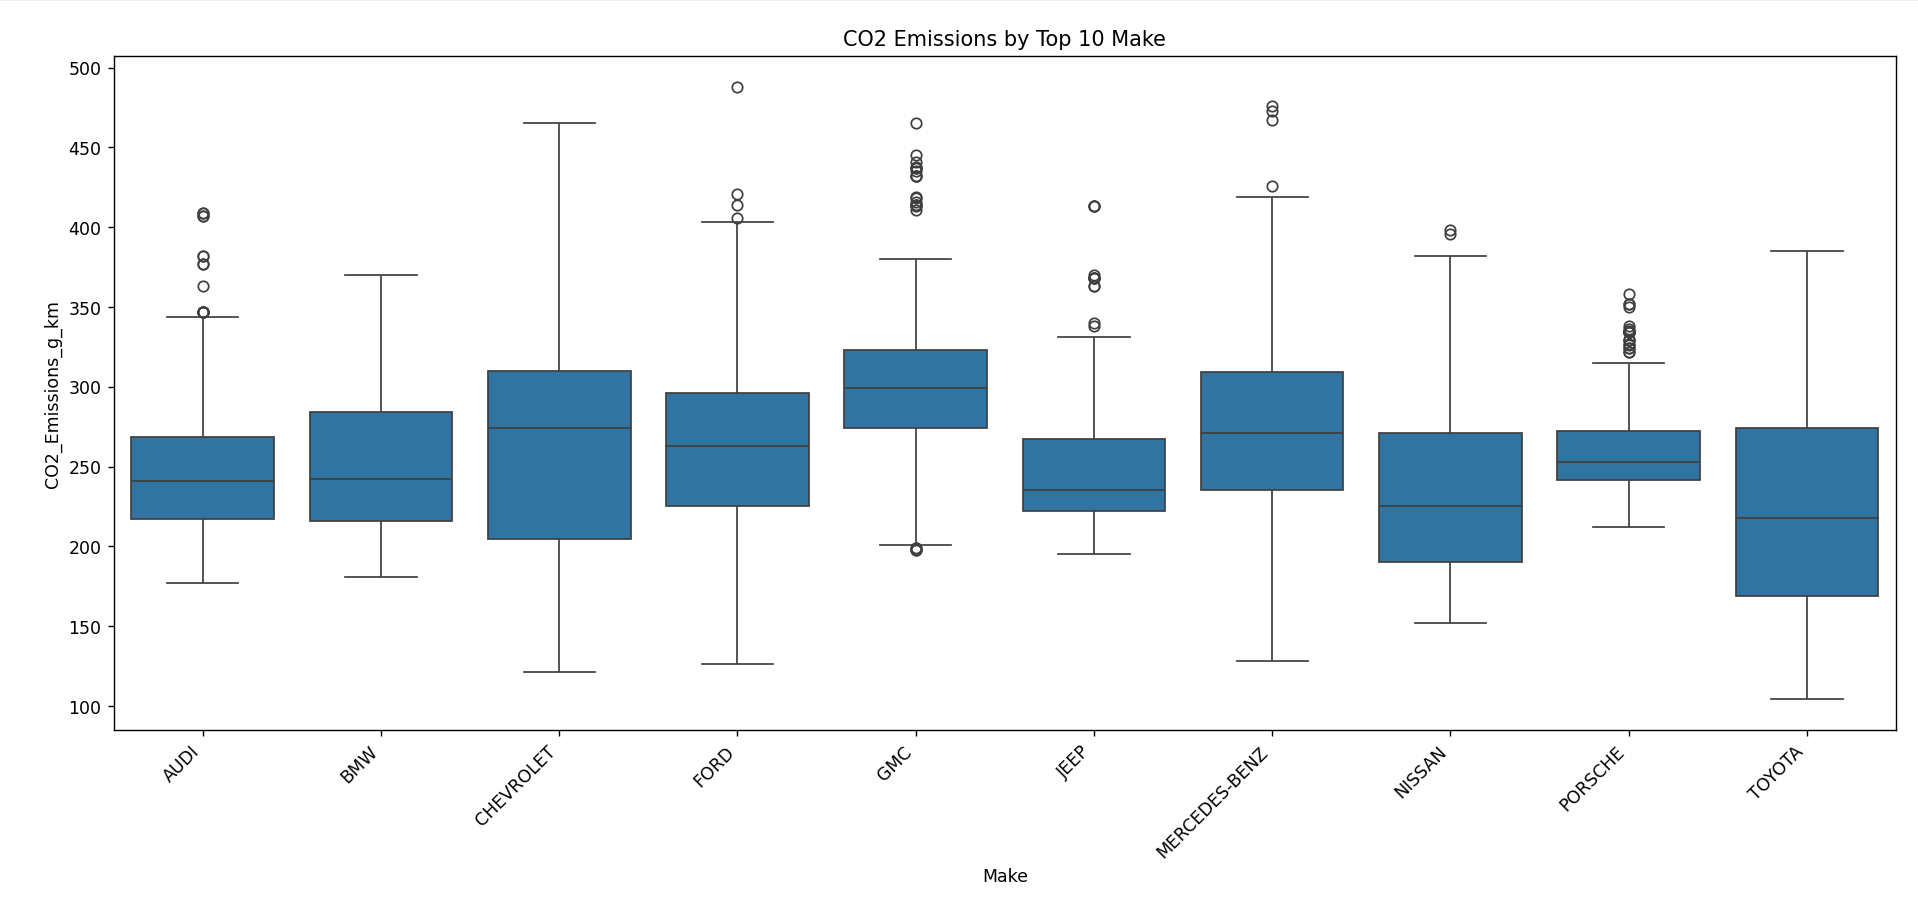 CO2 Emissions by Top 10 Make
CO2_Emissions_g_km
500
450
400
350
300
250
200
150
100
AUDI
BMW
CHEVROLET
FORD
GMC
JEEP
MERCEDES-BENZ
NISSAN
PORSCHE
TOYOTA
Make